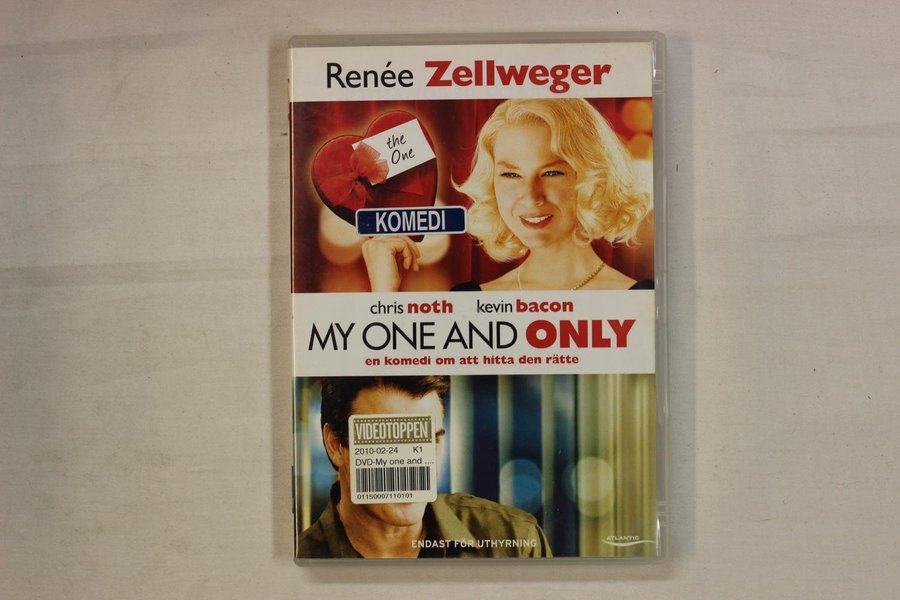 Renée Zellweger
the
One
KOMEDI
chris noth kevin bacon
MY ONE AND ONLY
en komedi om att hitta den rätte
VIDEOTOPPEN
2010-02-24 K1
DVD-My one and ....
01150007110101
ENDAST FÖR UTHYRNING
ATLANTIC